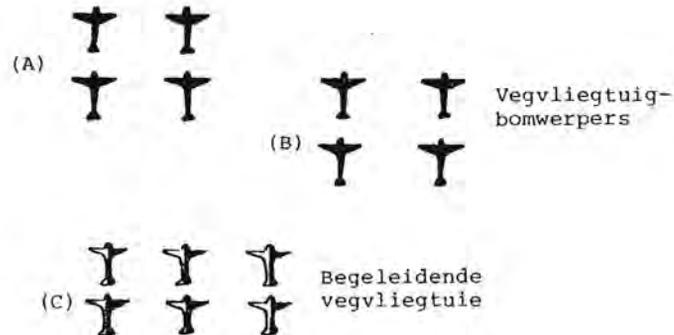 (A)
Vegvliegtuig-
bomwerpers
(B)
Begeleidende
(C) vegvliegtuie